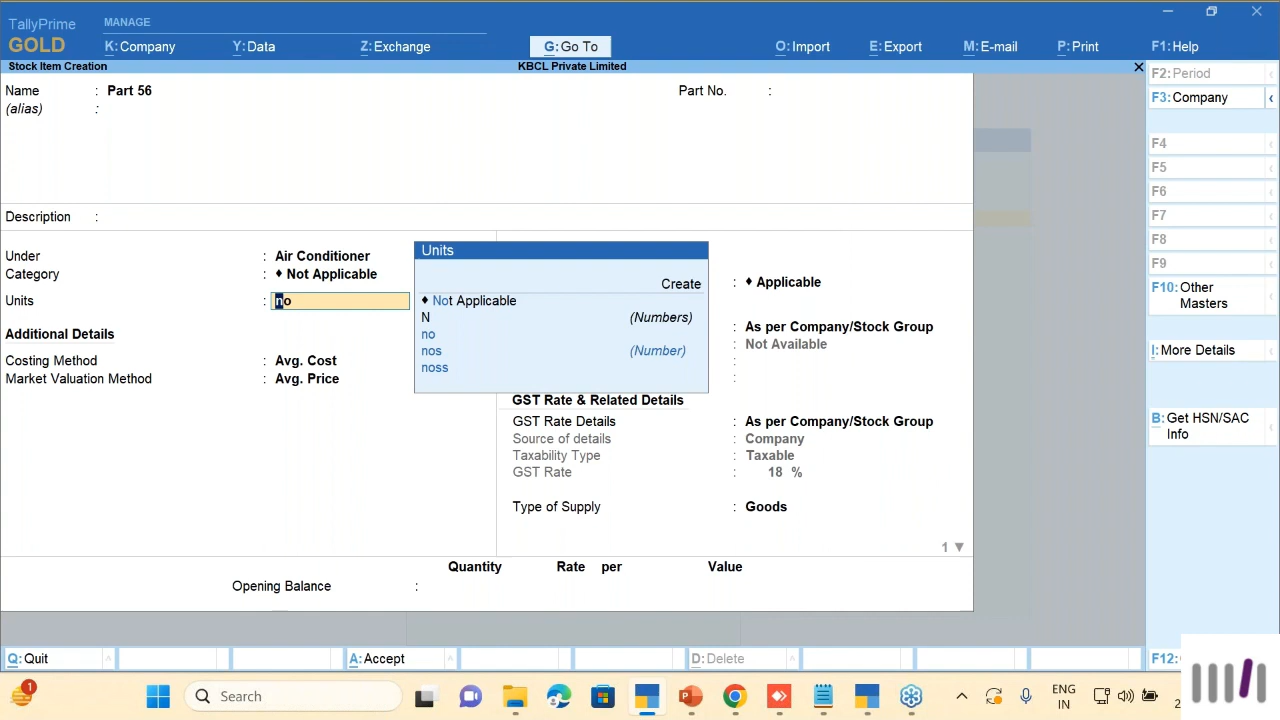 TallyPrime
MANAGE
GOLD
K:Company
Y:Data
Z:Exchange
G:Go To
O:Import
E:Export
M:E-mail
P:Print
F1:Help
Stock Item Creation
KBCL Private Limited
Name : Part 56
Part No. :
(alias) :
Description :
Under : Air Conditioner
Category : ♦ Not Applicable
Units : no
Additional Details
Costing Method : Avg. Cost
Market Valuation Method : Avg. Price
Units
Create
♦ Not Applicable
N (Numbers)
no
nos (Number)
noss
: ♦ Applicable
: As per Company/Stock Group
Not Available
:
:
GST Rate & Related Details
GST Rate Details : As per Company/Stock Group
Source of details : Company
Taxability Type : Taxable
GST Rate : 18 %
Type of Supply : Goods
1 ▼
Quantity Rate per Value
Opening Balance :
F2:Period
F3:Company
F4
F5
F6
F7
F8
F9
F10:Other Masters
I:More Details
B:Get HSN/SAC Info
Q:Quit
A:Accept
D:Delete
F12:
1
Search
ENG
IN